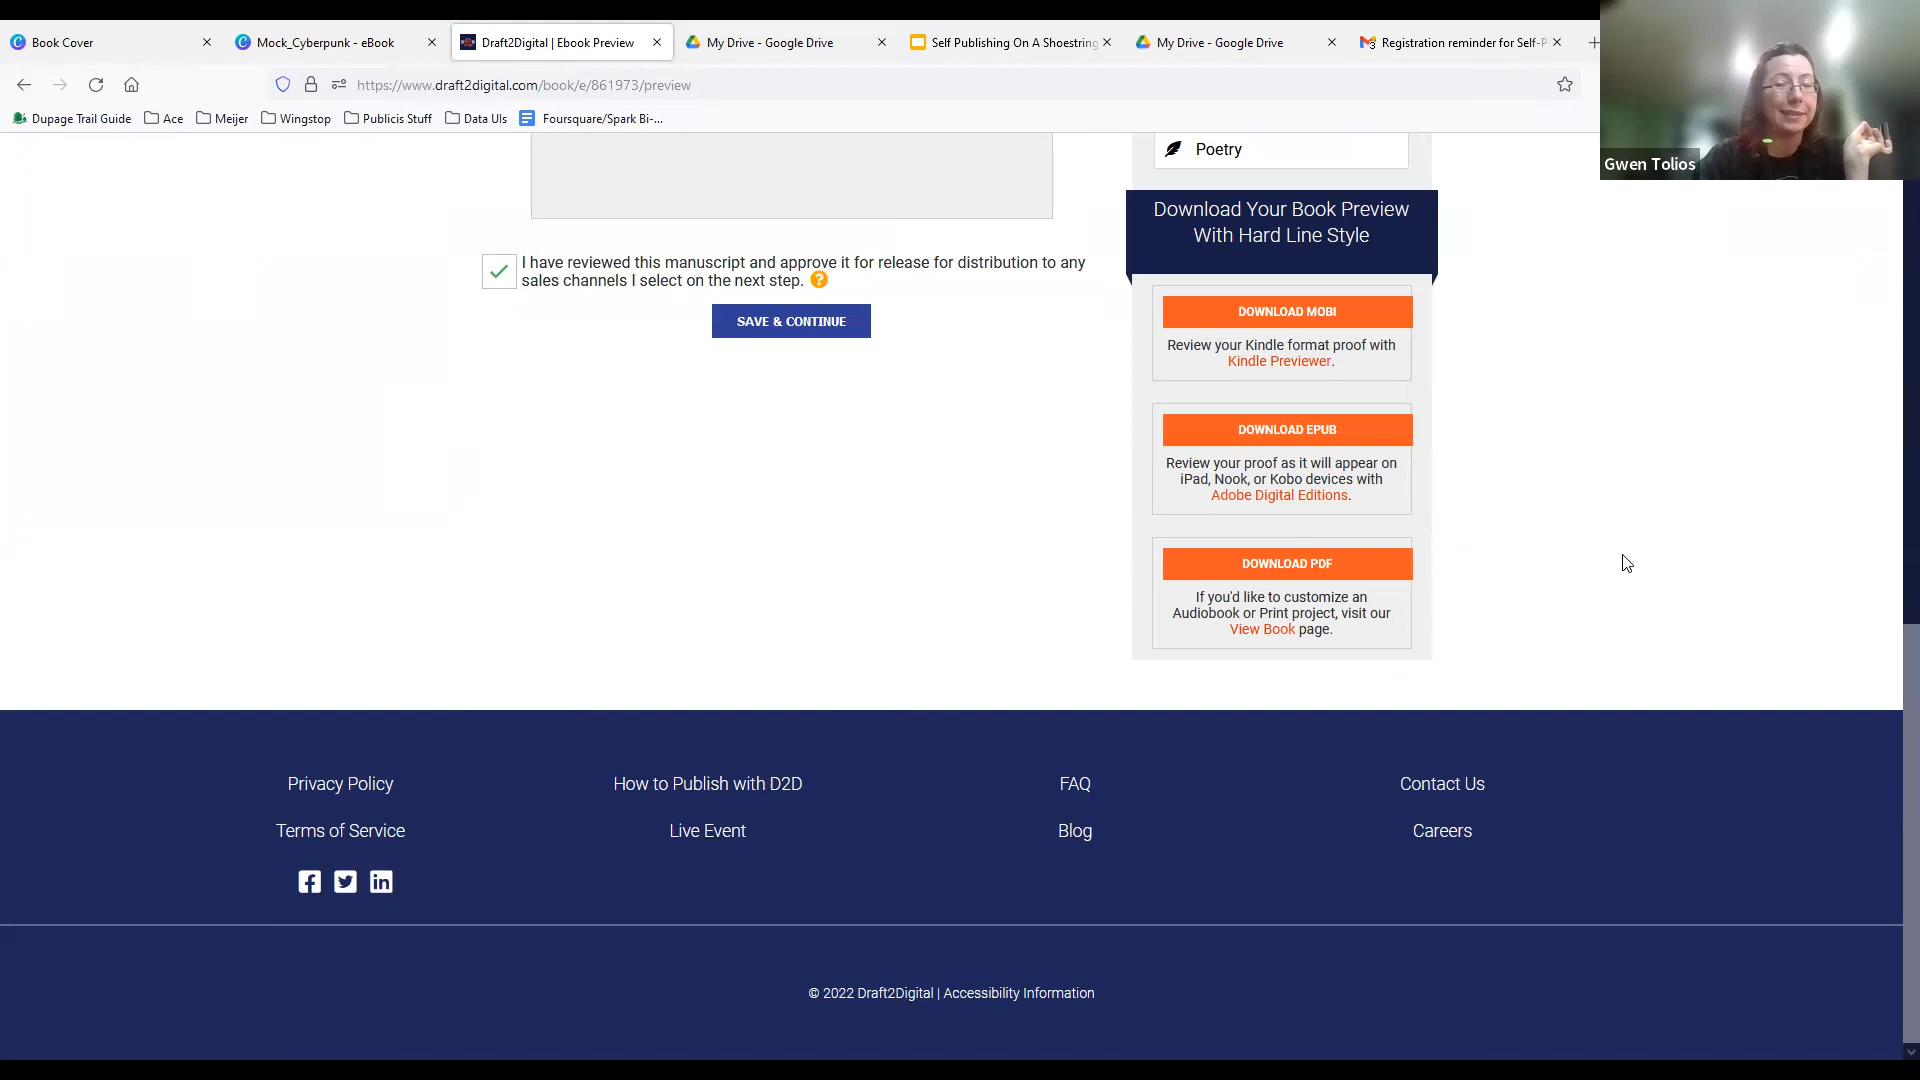 Book Cover
Mock_Cyberpunk - eBook
Draft2Digital | Ebook Preview
My Drive - Google Drive
Self Publishing On A Shoestring
My Drive - Google Drive
Registration reminder for Self-P
https://www.draft2digital.com/book/e/861973/preview
Dupage Trail Guide
Ace
Meijer
Wingstop
Publicis Stuff
Data UIs
Foursquare/Spark Bi-...
Gwen Tolios
Poetry
Download Your Book Preview
With Hard Line Style
I have reviewed this manuscript and approve it for release for distribution to any
sales channels I select on the next step. ?
SAVE & CONTINUE
DOWNLOAD MOBI
Review your Kindle format proof with
Kindle Previewer.
DOWNLOAD EPUB
Review your proof as it will appear on
iPad, Nook, or Kobo devices with
Adobe Digital Editions.
DOWNLOAD PDF
If you'd like to customize an
Audiobook or Print project, visit our
View Book page.
Privacy Policy
How to Publish with D2D
FAQ
Contact Us
Terms of Service
Live Event
Blog
Careers
© 2022 Draft2Digital | Accessibility Information